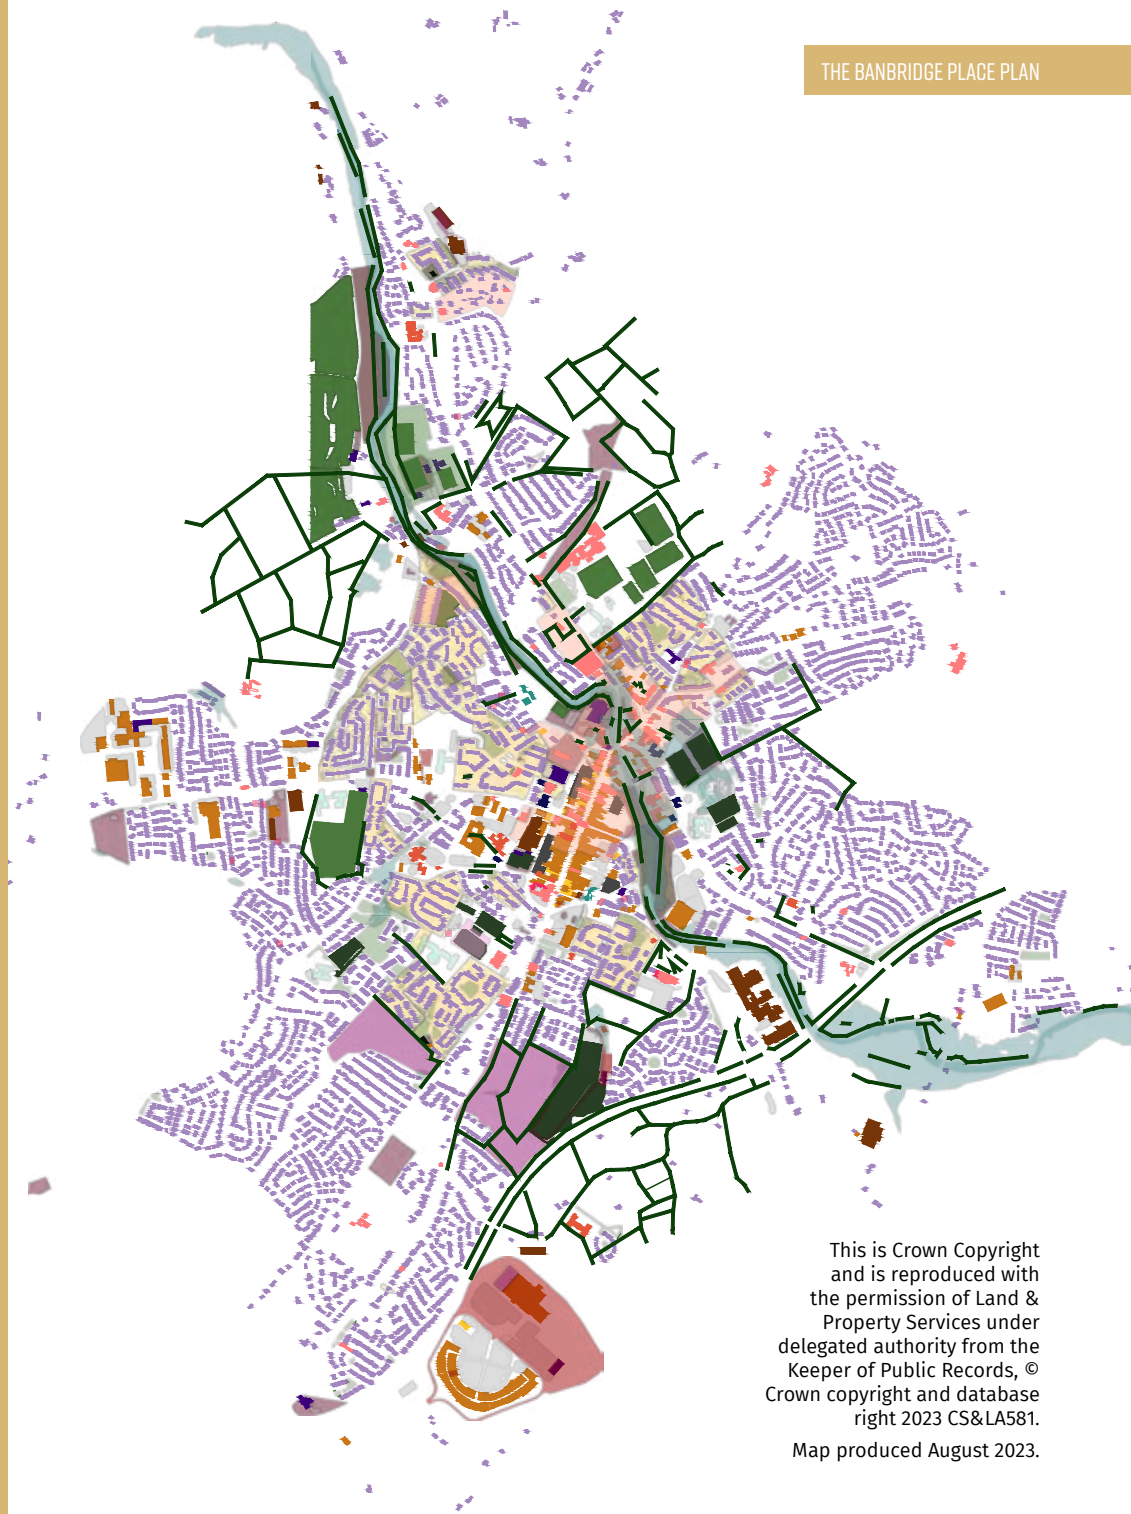 THE BANBRIDGE PLACE PLAN
This is Crown Copyright
and is reproduced with
the permission of Land &
Property Services under
delegated authority from the
Keeper of Public Records, ©
Crown copyright and database
right 2023 CS&LA581.
Map produced August 2023.